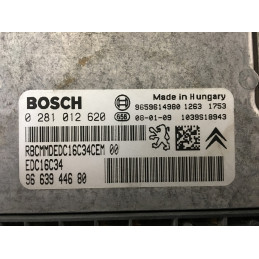 BOSCH
Made in Hungary
9659614980 1263 1753
0 281 012 620
658
08-01-09
1039S18943
RBCMMDEDC16C34CEM 00
EDC16C34
96 639 446 80